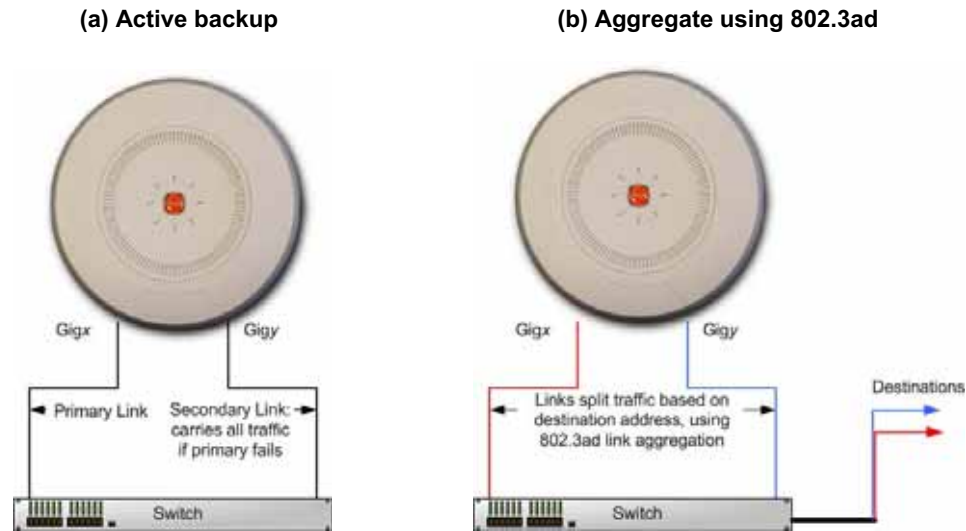 (a) Active backup
(b) Aggregate using 802.3ad
Gigx
Gigy
Primary Link
Secondary Link:
carries all traffic
if primary fails
Switch
Gigx
Gigy
Links split traffic based on
destination address, using
802.3ad link aggregation
Destinations
Switch